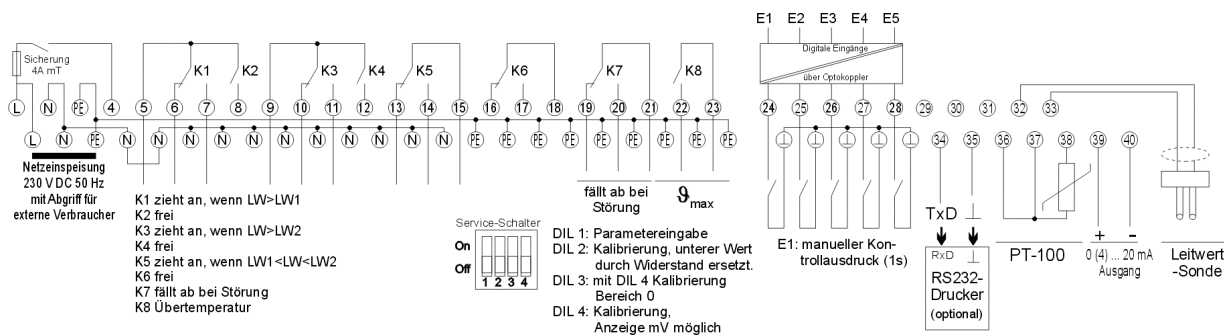 E1 E2 E3 E4 E5
Digitale Eingänge
über Optokoppler
Sicherung
4A mT
K1 K2 K3 K4 K5 K6 K7 K8
L N PE 4 5 6 7 8 9 10 11 12 13 14 15 16 17 18 19 20 21 22 23 24 25 26 27 28 29 30 31 32 33
L N PE N N N N N N N N N N N PE PE PE PE PE PE PE PE PE 34 35 36 37 38 39 40
Netzeinspeisung
230 V DC 50 Hz
mit Abgriff für
externe Verbraucher
K1 zieht an, wenn LW>LW1
K2 frei
K3 zieht an, wenn LW>LW2
K4 frei
K5 zieht an, wenn LW1<LW<LW2
K6 frei
K7 fällt ab bei Störung
K8 Übertemperatur
Service-Schalter
On
Off
1 2 3 4
fällt ab bei
Störung
ϑmax
DIL 1: Parametereingabe
DIL 2: Kalibrierung, unterer Wert
durch Widerstand ersetzt.
DIL 3: mit DIL 4 Kalibrierung
Bereich 0
DIL 4: Kalibrierung,
Anzeige mV möglich
E1: manueller Kon-
trollausdruck (1s)
TxD
RxD
RS232-
Drucker
(optional)
PT-100
+ −
0 (4) ... 20 mA
Ausgang
Leitwert
-Sonde